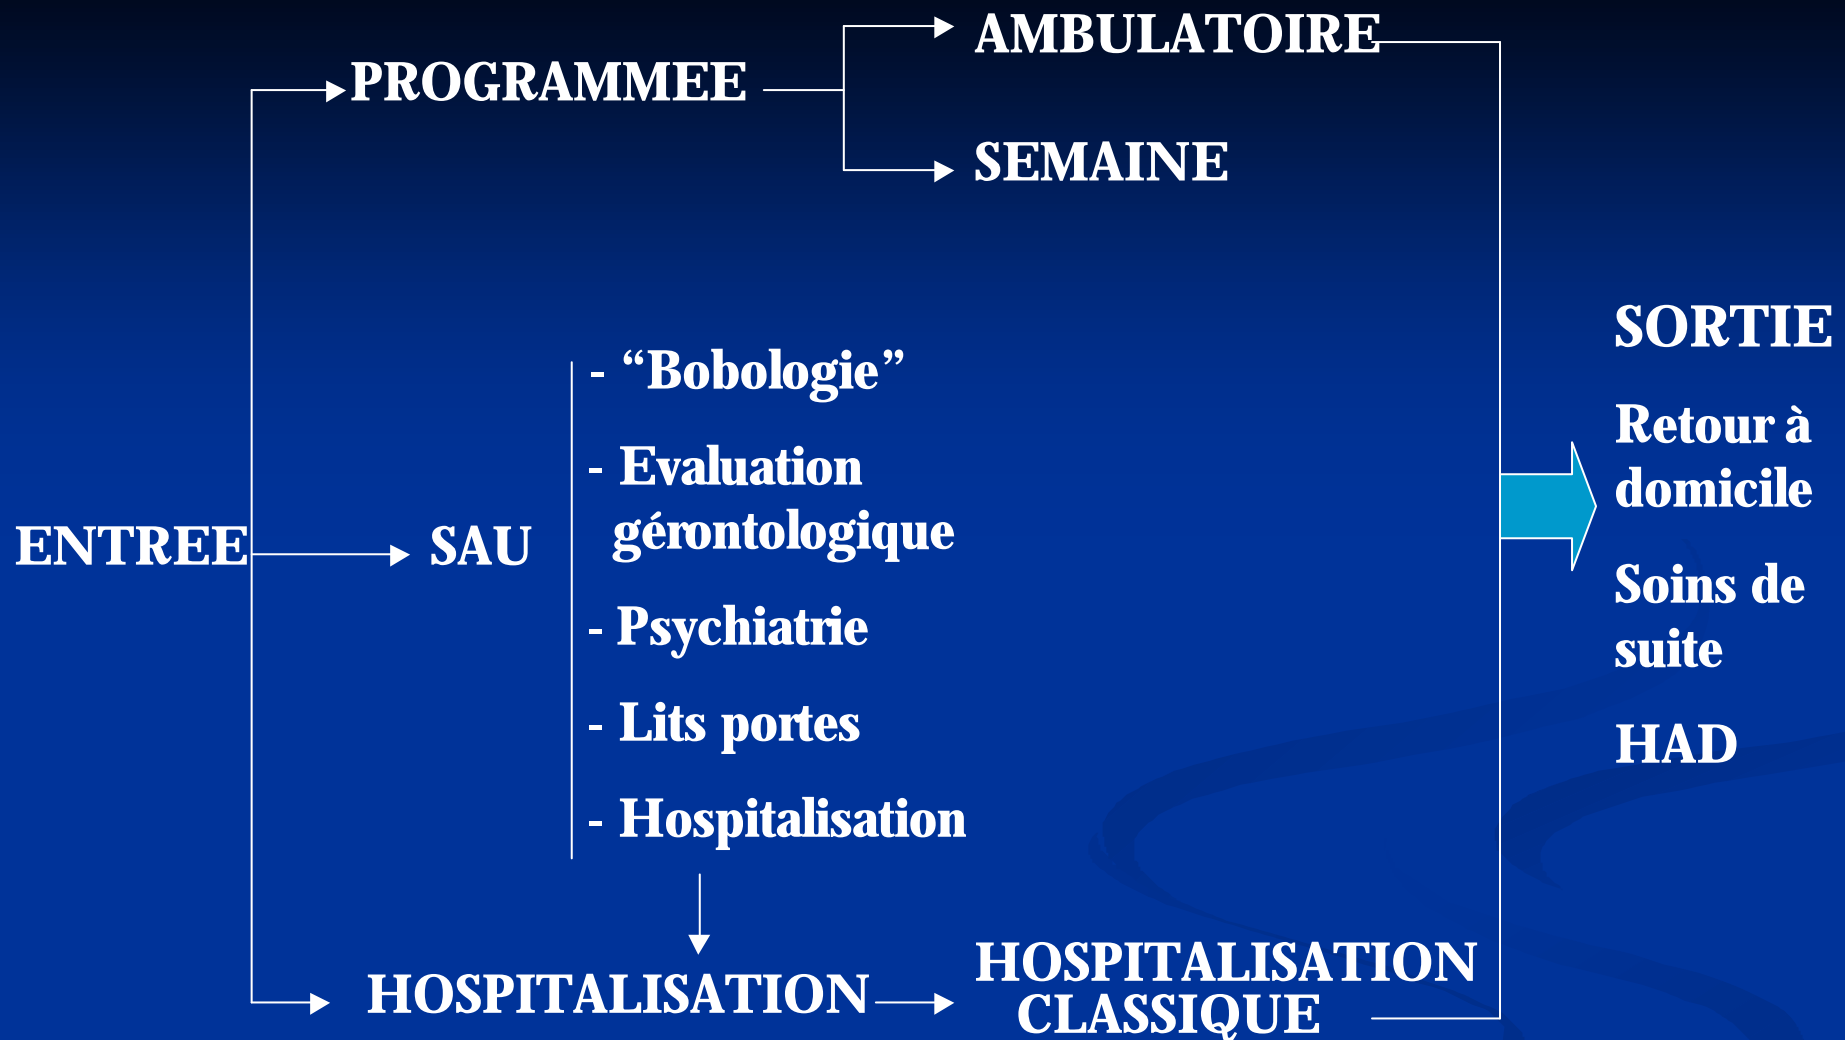 ENTREE
PROGRAMMEE
AMBULATOIRE
SEMAINE
SAU
- “Bobologie”
- Evaluation
gérontologique
- Psychiatrie
- Lits portes
- Hospitalisation
HOSPITALISATION
HOSPITALISATION
CLASSIQUE
SORTIE
Retour à
domicile
Soins de
suite
HAD